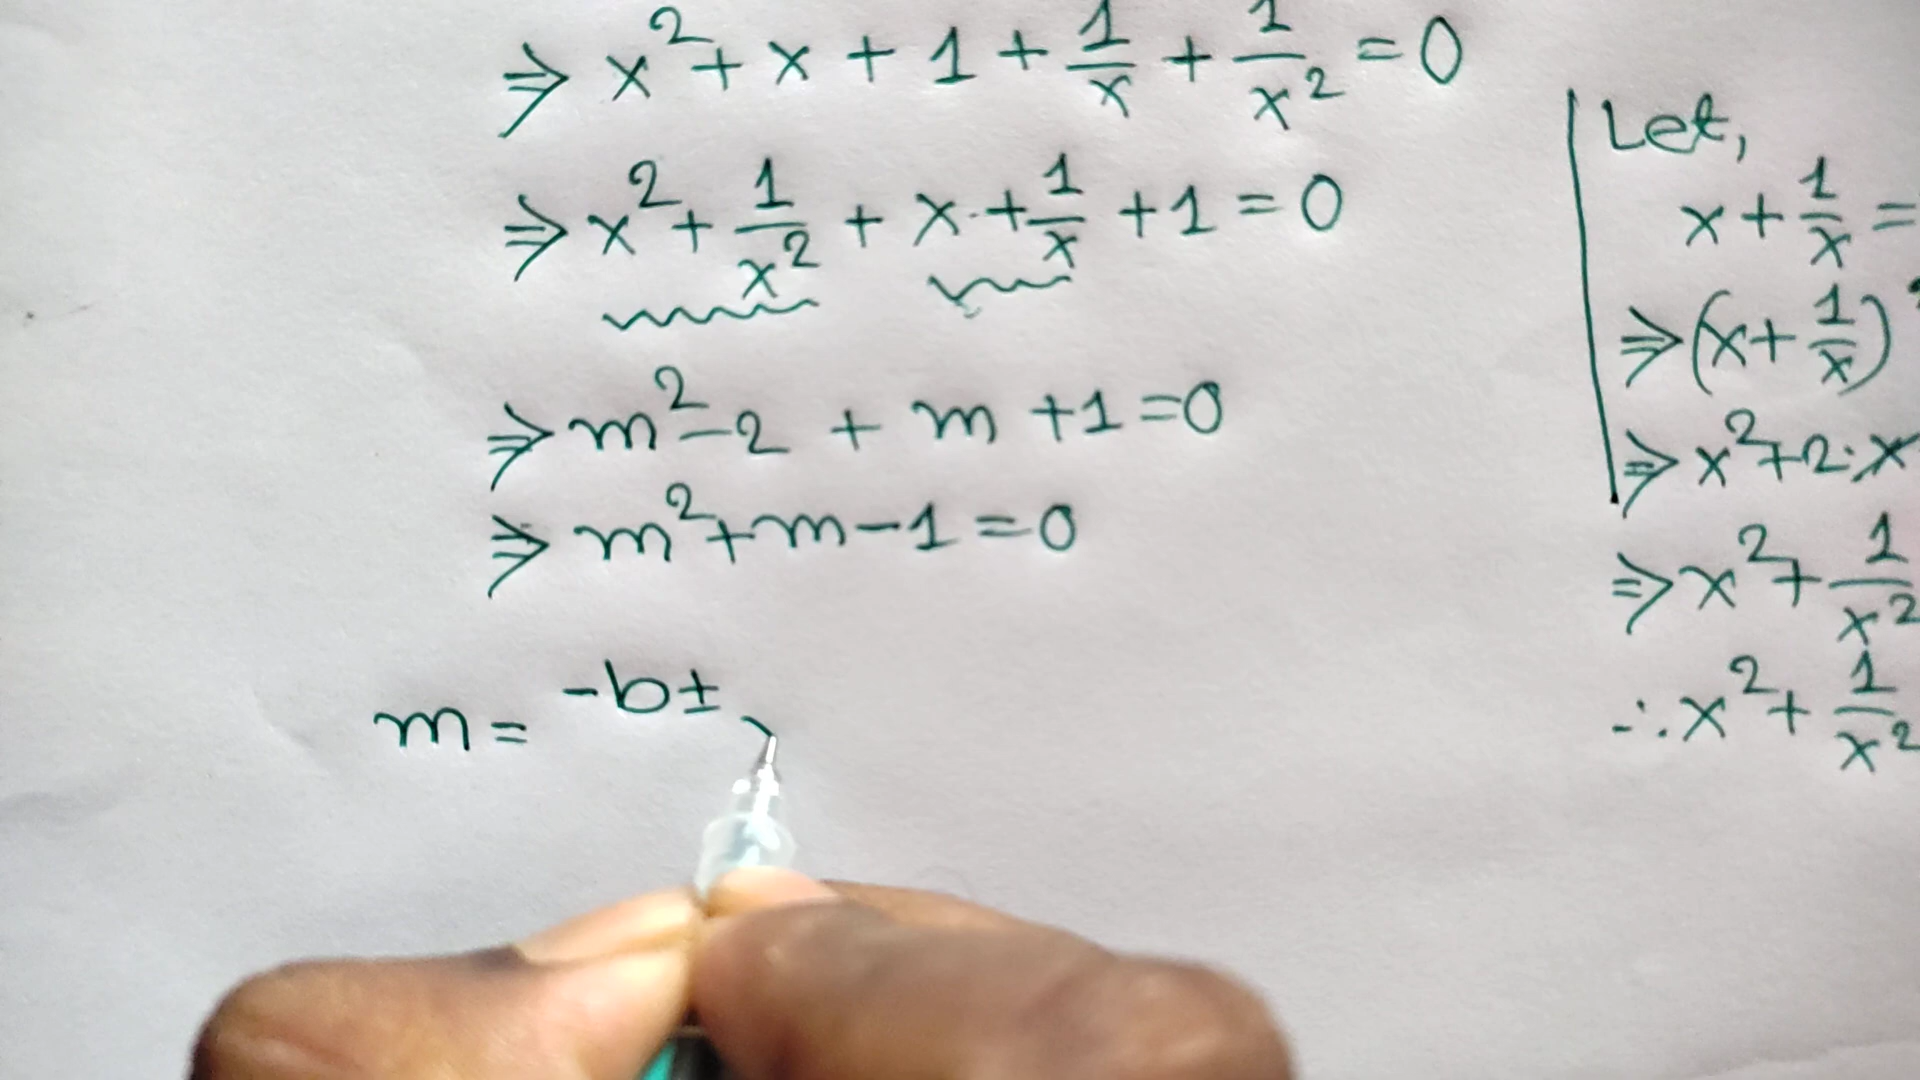 ⇒ x² + x + 1 + 1/x + 1/x² = 0
⇒ x² + 1/x² + x + 1/x + 1 = 0
⇒ m² - 2 + m + 1 = 0
⇒ m² + m - 1 = 0
m = -b ±
Let,
x + 1/x =
⇒ (x + 1/x)
⇒ x² + 2·x
⇒ x² + 1/x²
∴ x² + 1/x²